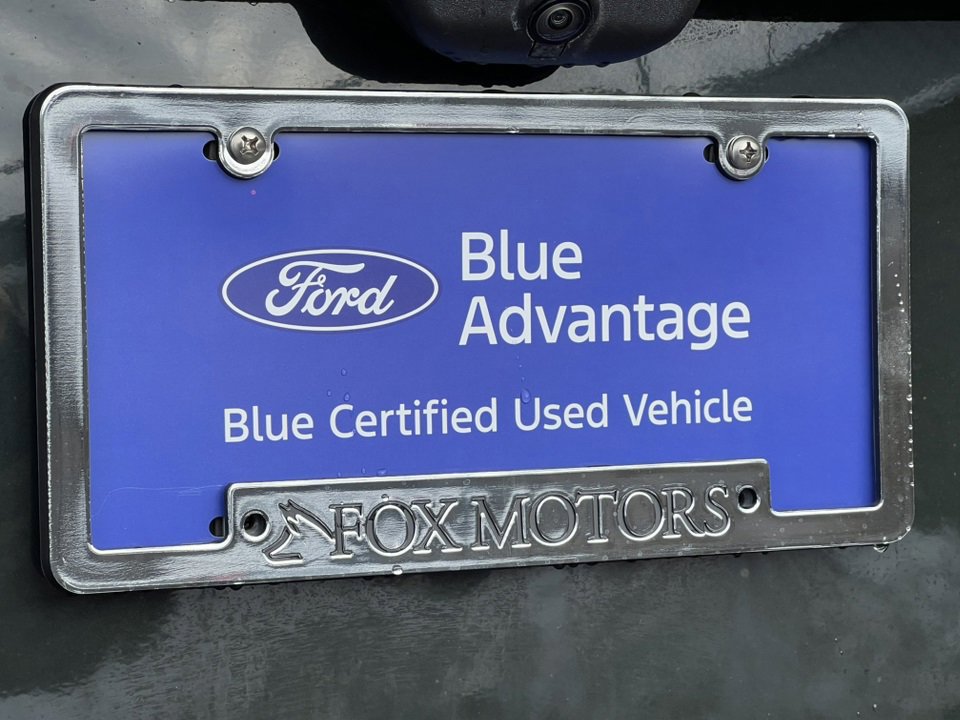 Ford
Blue
Advantage
Blue Certified Used Vehicle
FOX MOTORS